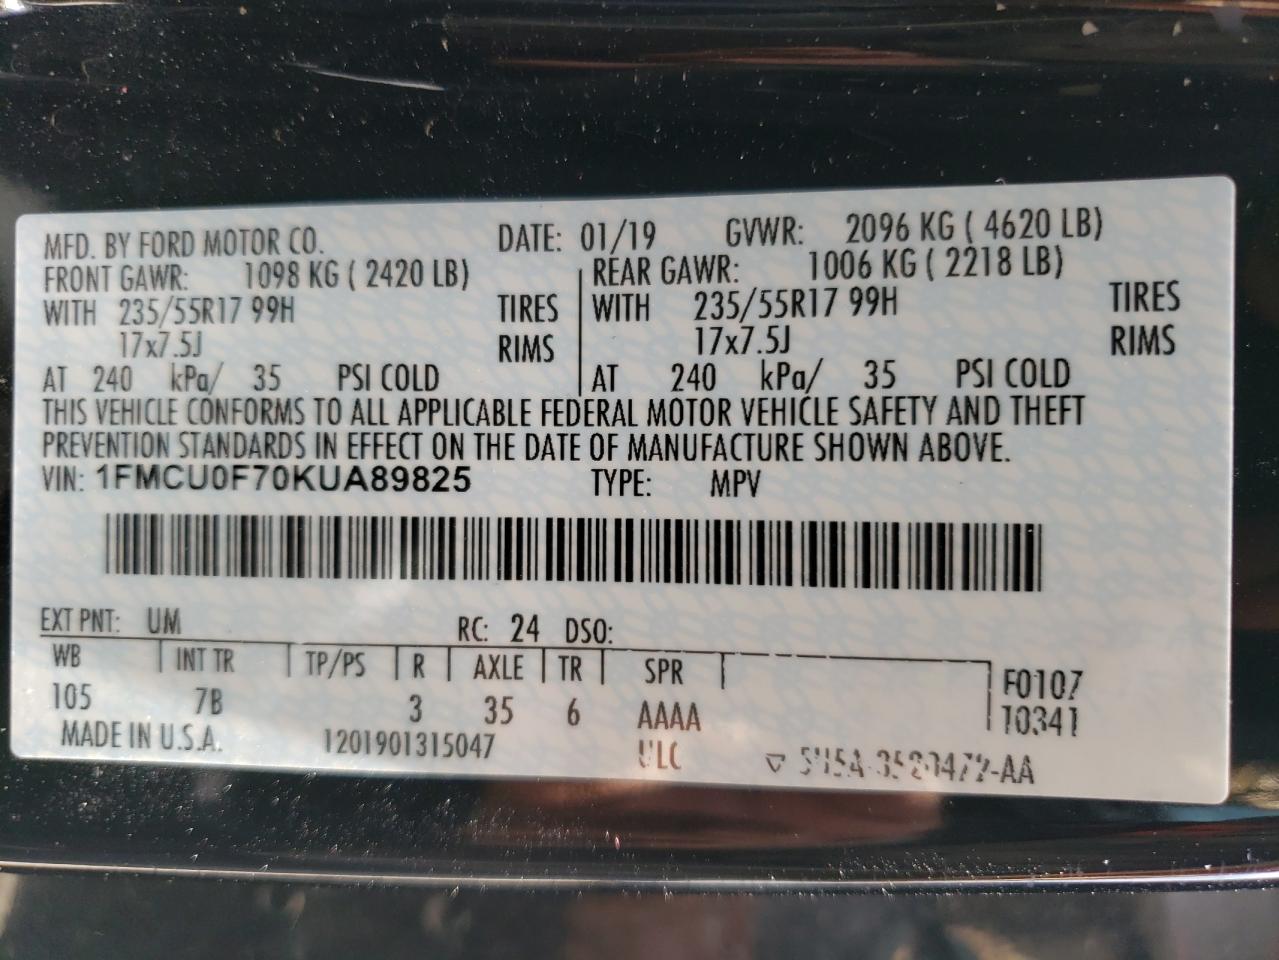 MFD. BY FORD MOTOR CO. DATE: 01/19 GVWR: 2096 KG ( 4620 LB)
FRONT GAWR: 1098 KG ( 2420 LB) REAR GAWR: 1006 KG ( 2218 LB)
WITH 235/55R17 99H TIRES WITH 235/55R17 99H TIRES
17x7.5J RIMS 17x7.5J RIMS
AT 240 kPa/ 35 PSI COLD AT 240 kPa/ 35 PSI COLD
THIS VEHICLE CONFORMS TO ALL APPLICABLE FEDERAL MOTOR VEHICLE SAFETY AND THEFT
PREVENTION STANDARDS IN EFFECT ON THE DATE OF MANUFACTURE SHOWN ABOVE.
VIN: 1FMCU0F70KUA89825 TYPE: MPV
EXT PNT: UM RC: 24 DSO:
WB INT TR TP/PS R AXLE TR SPR F0107
105 7B 3 35 6 AAAA 10341
MADE IN U.S.A. 1201901315047 ULC